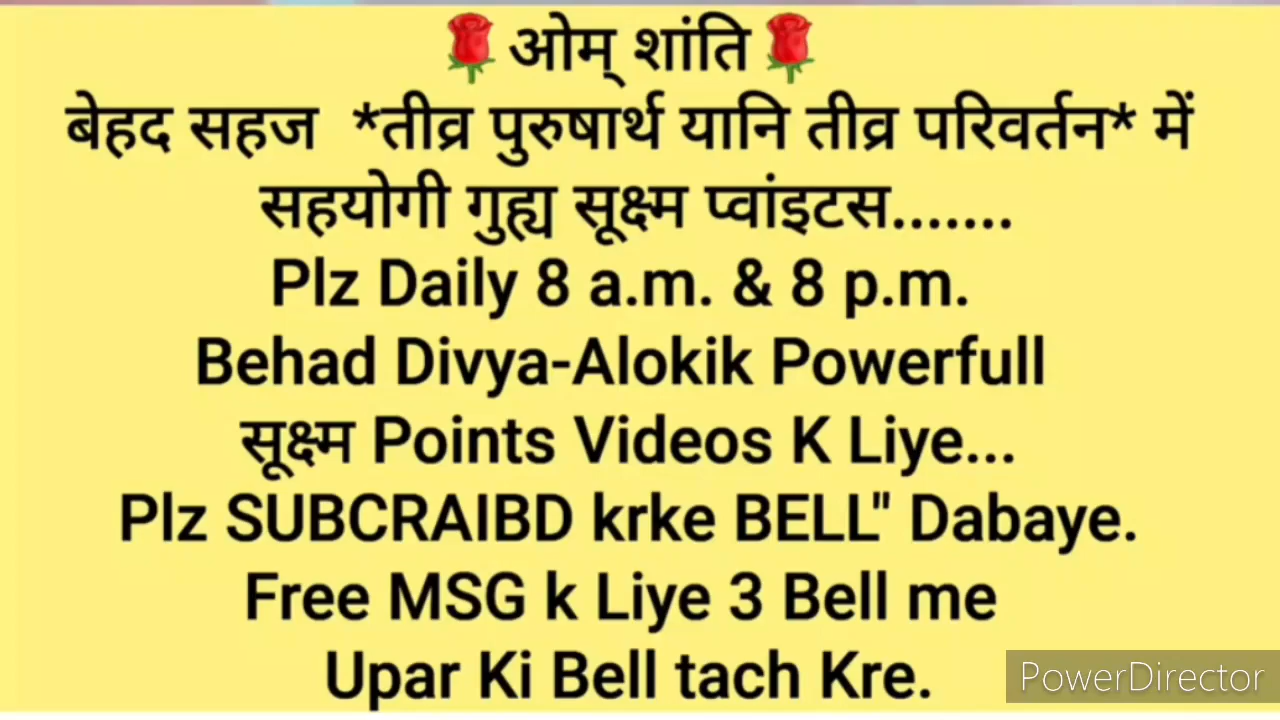 🌹ओम् शांति🌹
बेहद सहज *तीव्र पुरुषार्थ यानि तीव्र परिवर्तन* में
सहयोगी गुह्य सूक्ष्म प्वांइटस.......
Plz Daily 8 a.m. & 8 p.m.
Behad Divya-Alokik Powerfull
सूक्ष्म Points Videos K Liye...
Plz SUBCRAIBD krke BELL" Dabaye.
Free MSG k Liye 3 Bell me
Upar Ki Bell tach Kre.
PowerDirector